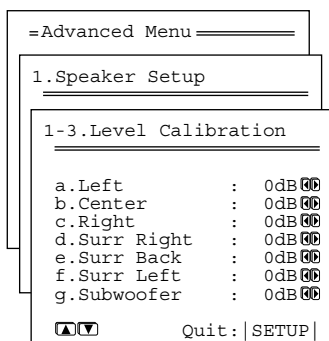 Advanced Menu
1.Speaker Setup
1-3.Level Calibration
a.Left : 0dB
b.Center : 0dB
c.Right : 0dB
d.Surr Right : 0dB
e.Surr Back : 0dB
f.Surr Left : 0dB
g.Subwoofer : 0dB
Quit:|SETUP|